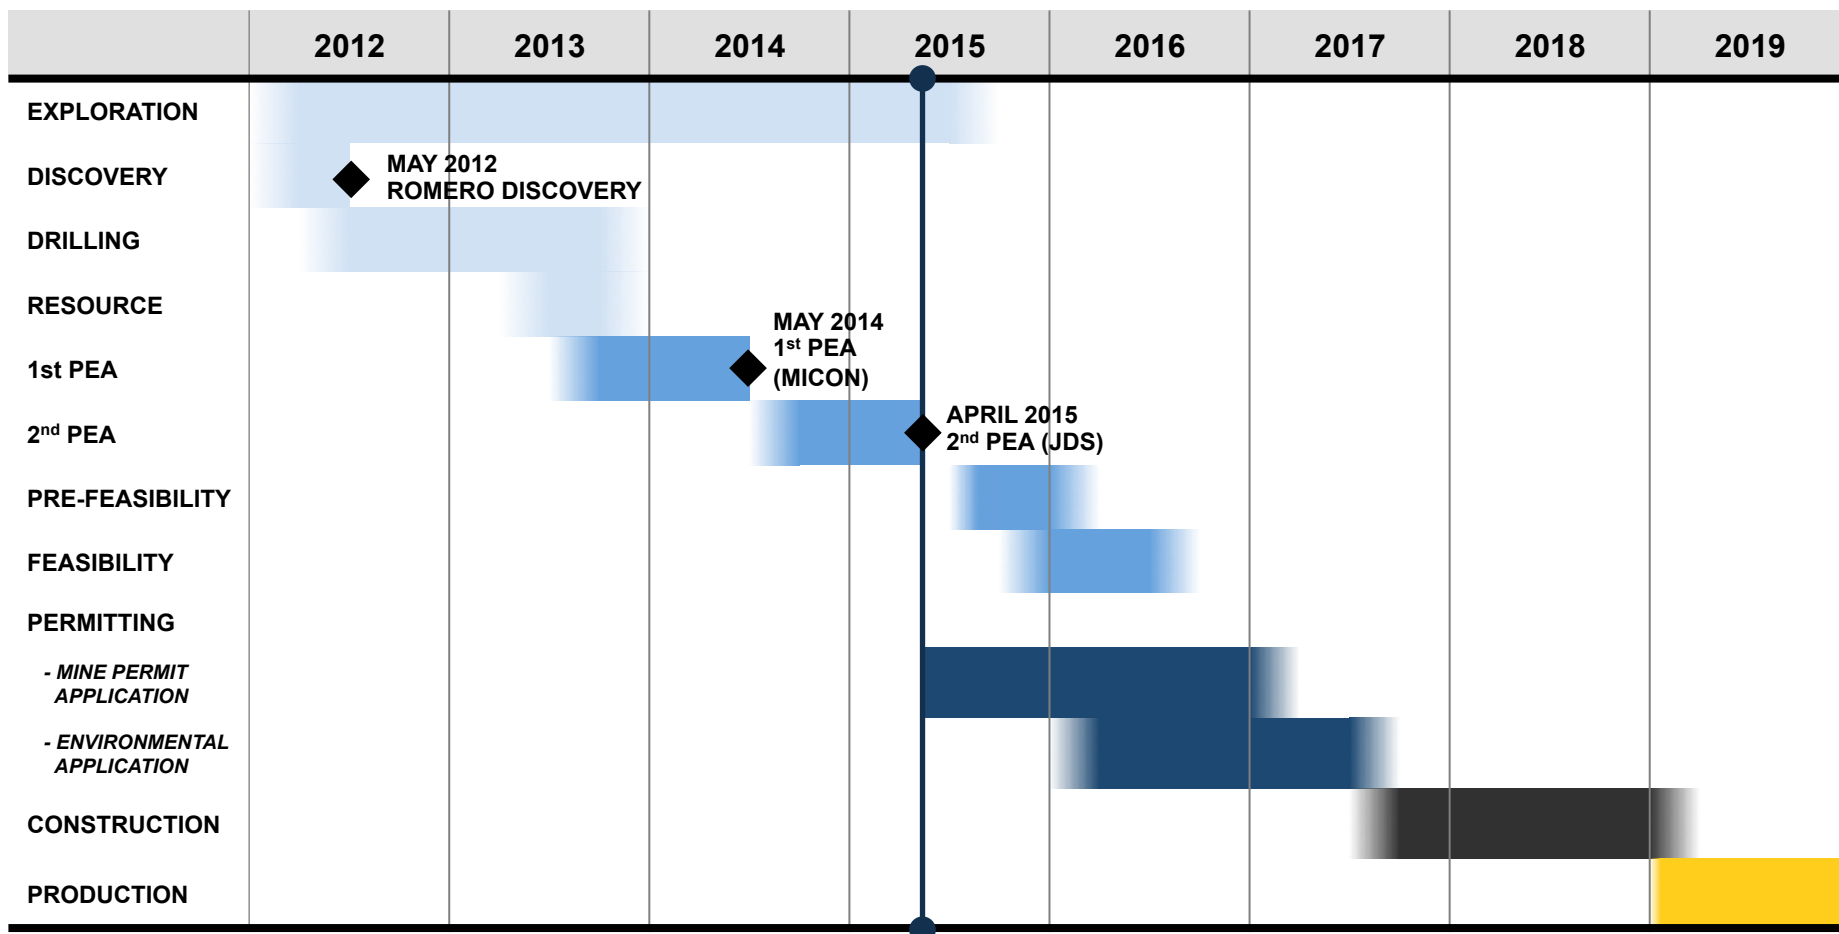 2012 2013 2014 2015 2016 2017 2018 2019
EXPLORATION
DISCOVERY
MAY 2012
ROMERO DISCOVERY
DRILLING
RESOURCE
1st PEA
MAY 2014
1st PEA
(MICON)
2nd PEA
APRIL 2015
2nd PEA (JDS)
PRE-FEASIBILITY
FEASIBILITY
PERMITTING
- MINE PERMIT
APPLICATION
- ENVIRONMENTAL
APPLICATION
CONSTRUCTION
PRODUCTION